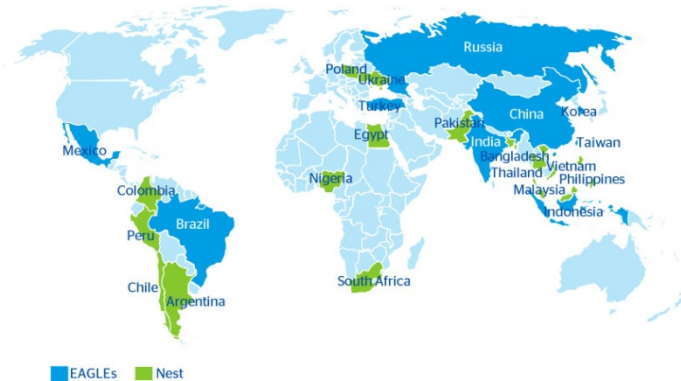 Russia
Poland
Ukraine
Turkey
China
Korea
Egypt
Pakistan
India
Taiwan
Mexico
Bangladesh
Vietnam
Thailand
Philippines
Nigeria
Colombia
Malaysia
Brazil
Indonesia
Peru
South Africa
Chile
Argentina
EAGLEs
Nest